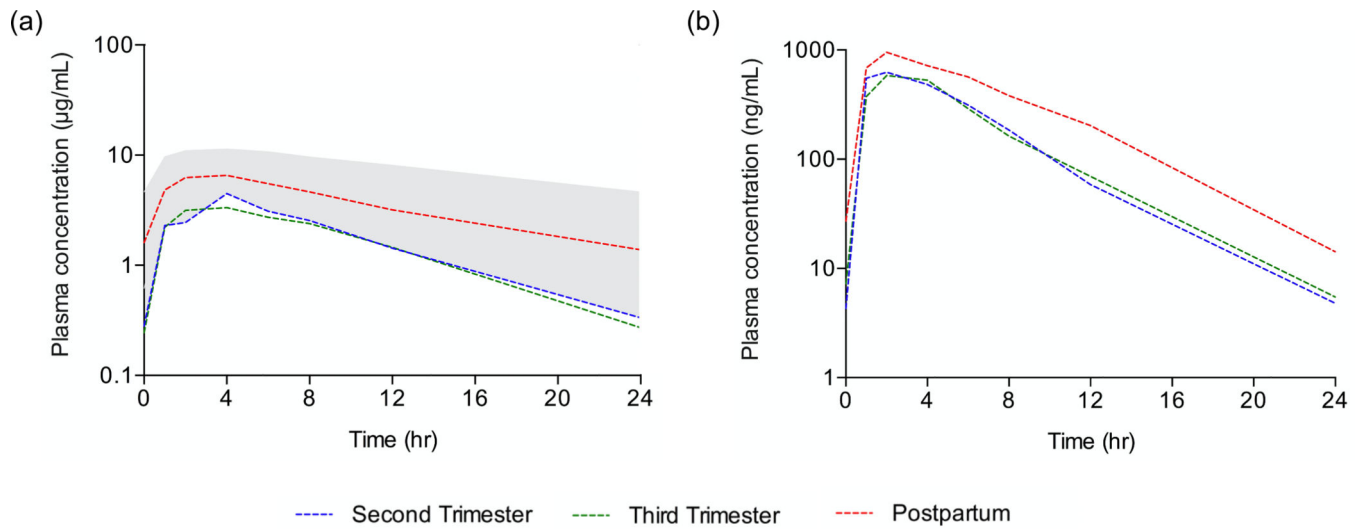 (a)
Plasma concentration (µg/mL)
100
10
1
0.1
0 4 8 12 16 20 24
Time (hr)
(b)
Plasma concentration (ng/mL)
1000
100
10
1
0 4 8 12 16 20 24
Time (hr)
Second Trimester Third Trimester Postpartum